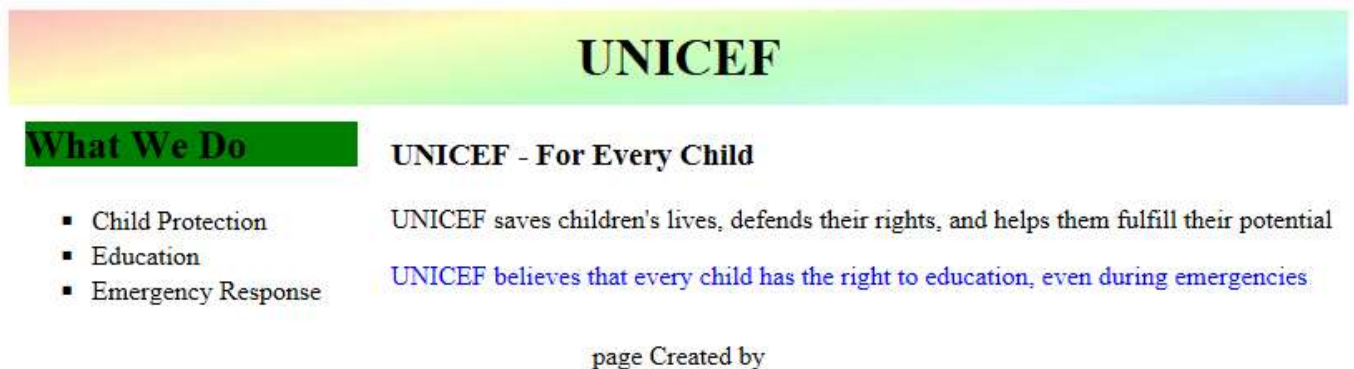 UNICEF
What We Do
Child Protection
Education
Emergency Response
UNICEF - For Every Child
UNICEF saves children's lives, defends their rights, and helps them fulfill their potential
UNICEF believes that every child has the right to education, even during emergencies
page Created by